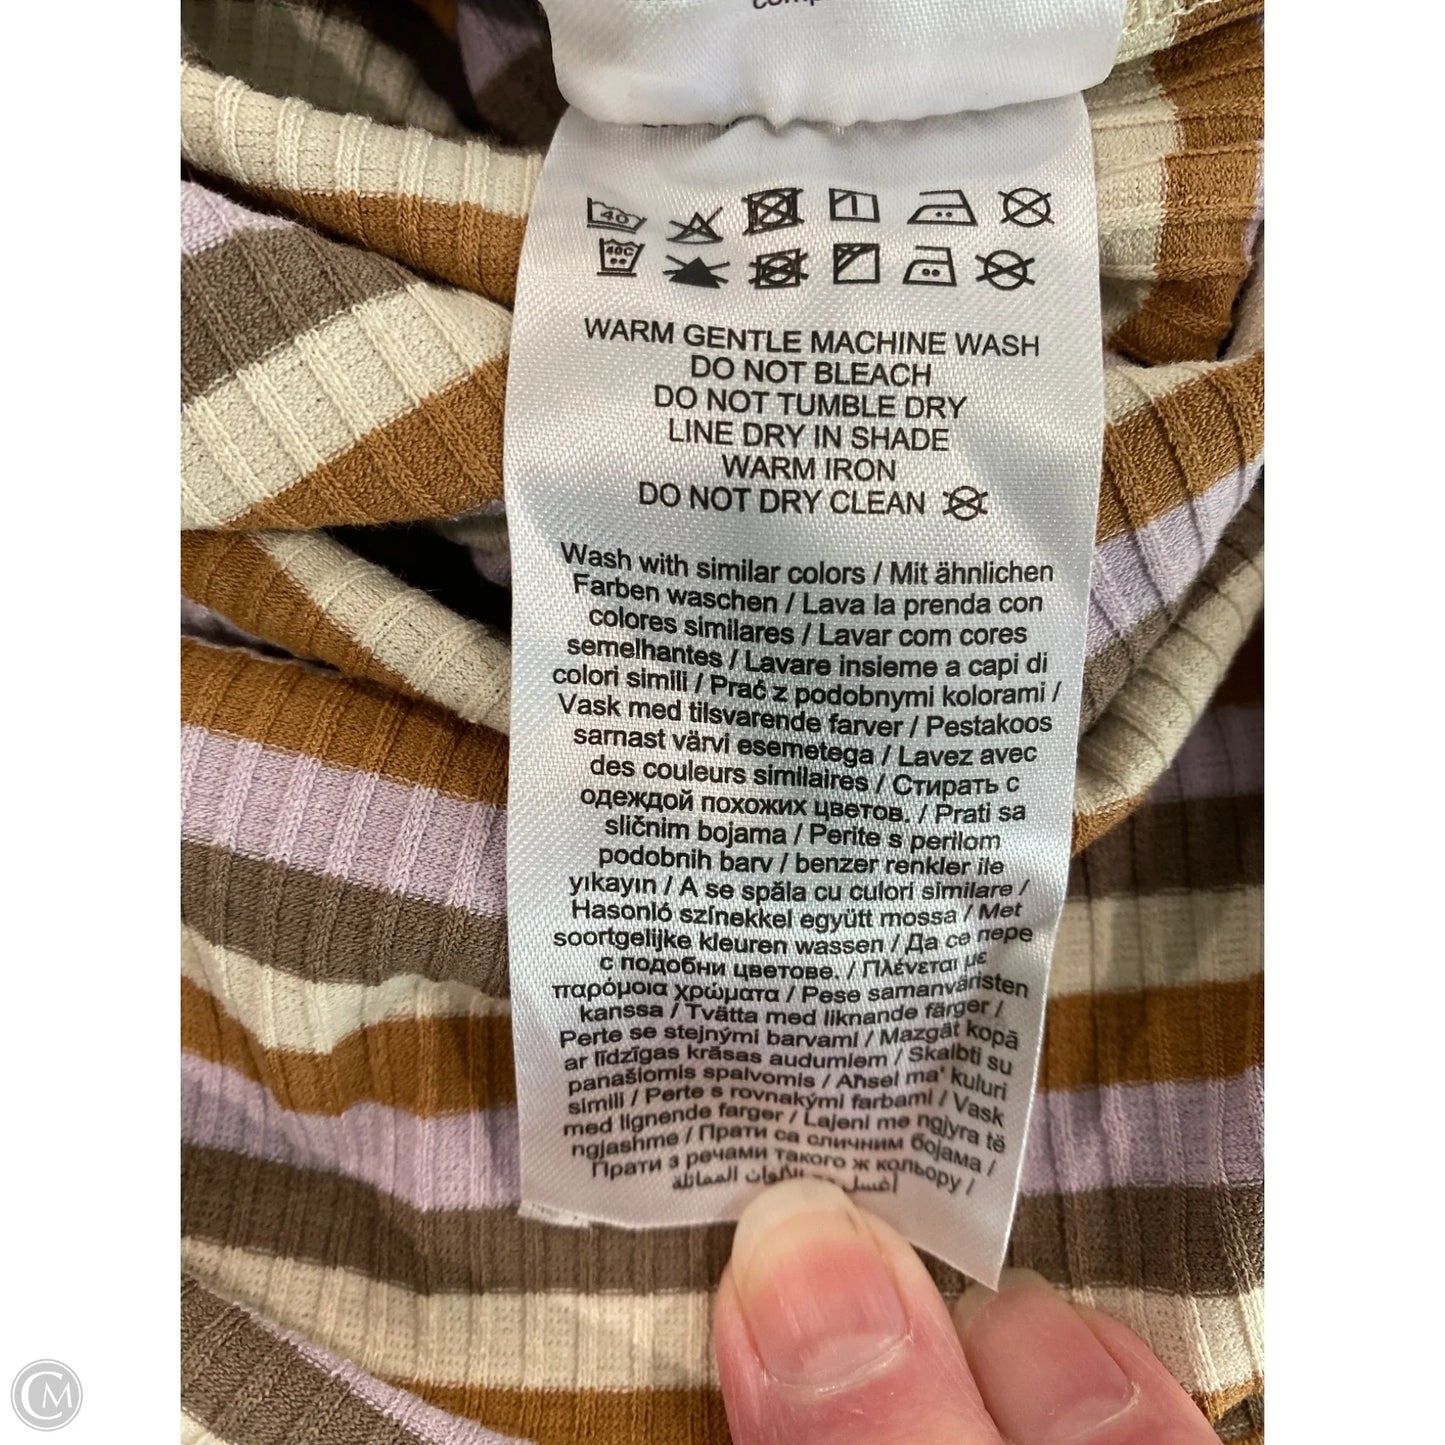 40
40C
WARM GENTLE MACHINE WASH
DO NOT BLEACH
DO NOT TUMBLE DRY
LINE DRY IN SHADE
WARM IRON
DO NOT DRY CLEAN
Wash with similar colors / Mit ähnlichen
Farben waschen / Lava la prenda con
colores similares / Lavar com cores
semelhantes / Lavare insieme a capi di
colori simili / Prać z podobnymi kolorami /
Vask med tilsvarende farver / Pestakoos
sarnast värvi esemetega / Lavez avec
des couleurs similaires / Стирать с
одеждой похожих цветов. / Prati sa
sličnim bojama / Perite s perilom
podobnih barv / benzer renkler ile
yıkayın / A se spăla cu culori similare /
Hasonló színekkel együtt mossa / Met
soortgelijke kleuren wassen / Да се пере
с подобни цветове. / Πλένεται με
παρόμοια χρώματα / Pese samanväristen
kanssa / Tvätta med liknande färger /
Perte se stejnými barvami / Mazgāt kopā
ar līdzīgas krāsas audumiem / Skalbti su
panašiomis spalvomis / Aħsel ma' kuluri
simili / Perte s rovnakými farbami / Vask
med lignende farger / Lajeni me ngjyra të
ngjashme / Прати са сличним бојама /
Прати з речами такого ж кольору /
اغسل الألوان المماثلة
CM